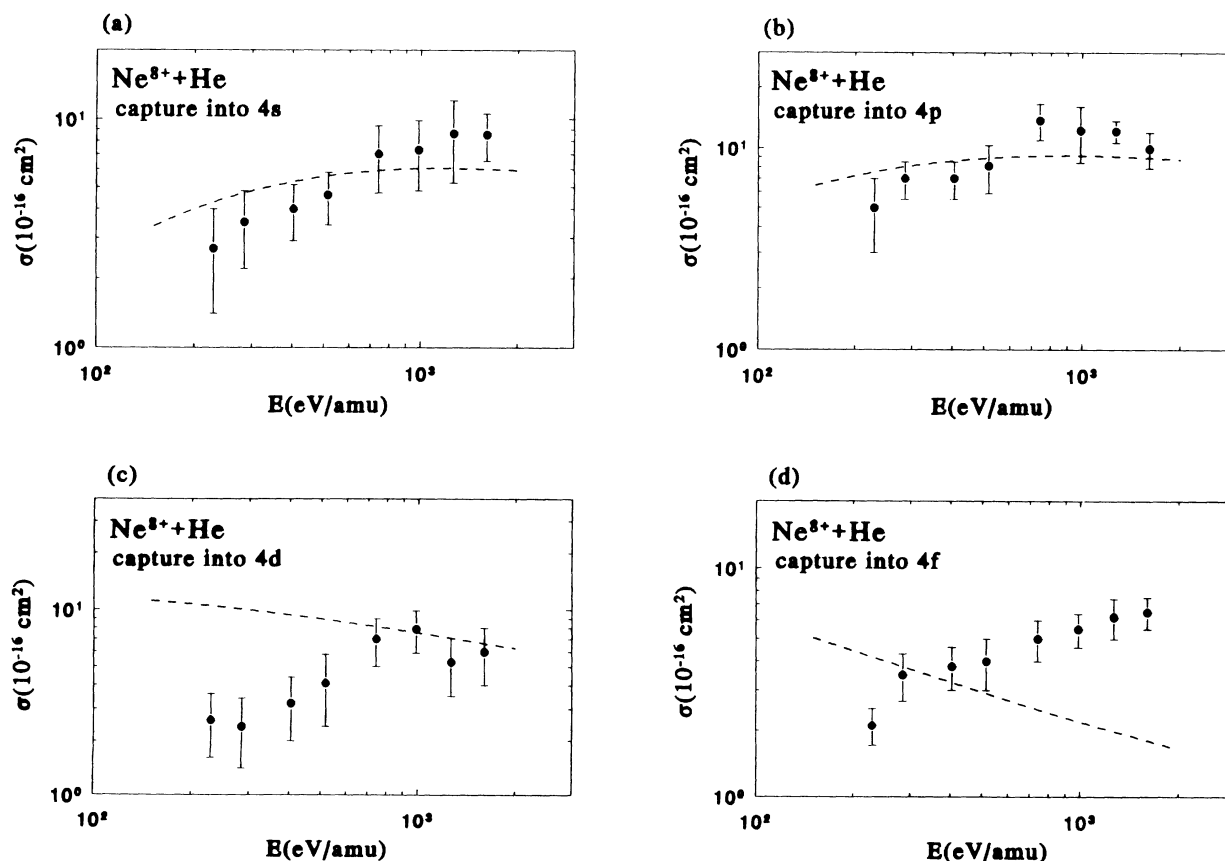 (a)
Ne⁸⁺+He
capture into 4s
σ(10⁻¹⁶ cm²)
10¹
10⁰
10²
10³
E(eV/amu)
(b)
Ne⁸⁺+He
capture into 4p
σ(10⁻¹⁶ cm²)
10¹
10⁰
10²
10³
E(eV/amu)
(c)
Ne⁸⁺+He
capture into 4d
σ(10⁻¹⁶ cm²)
10¹
10⁰
10²
10³
E(eV/amu)
(d)
Ne⁸⁺+He
capture into 4f
σ(10⁻¹⁶ cm²)
10¹
10⁰
10²
10³
E(eV/amu)